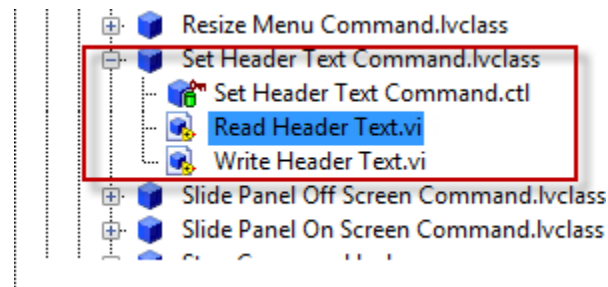 Resize Menu Command.lvclass
Set Header Text Command.lvclass
Set Header Text Command.ctl
Read Header Text.vi
Write Header Text.vi
Slide Panel Off Screen Command.lvclass
Slide Panel On Screen Command.lvclass